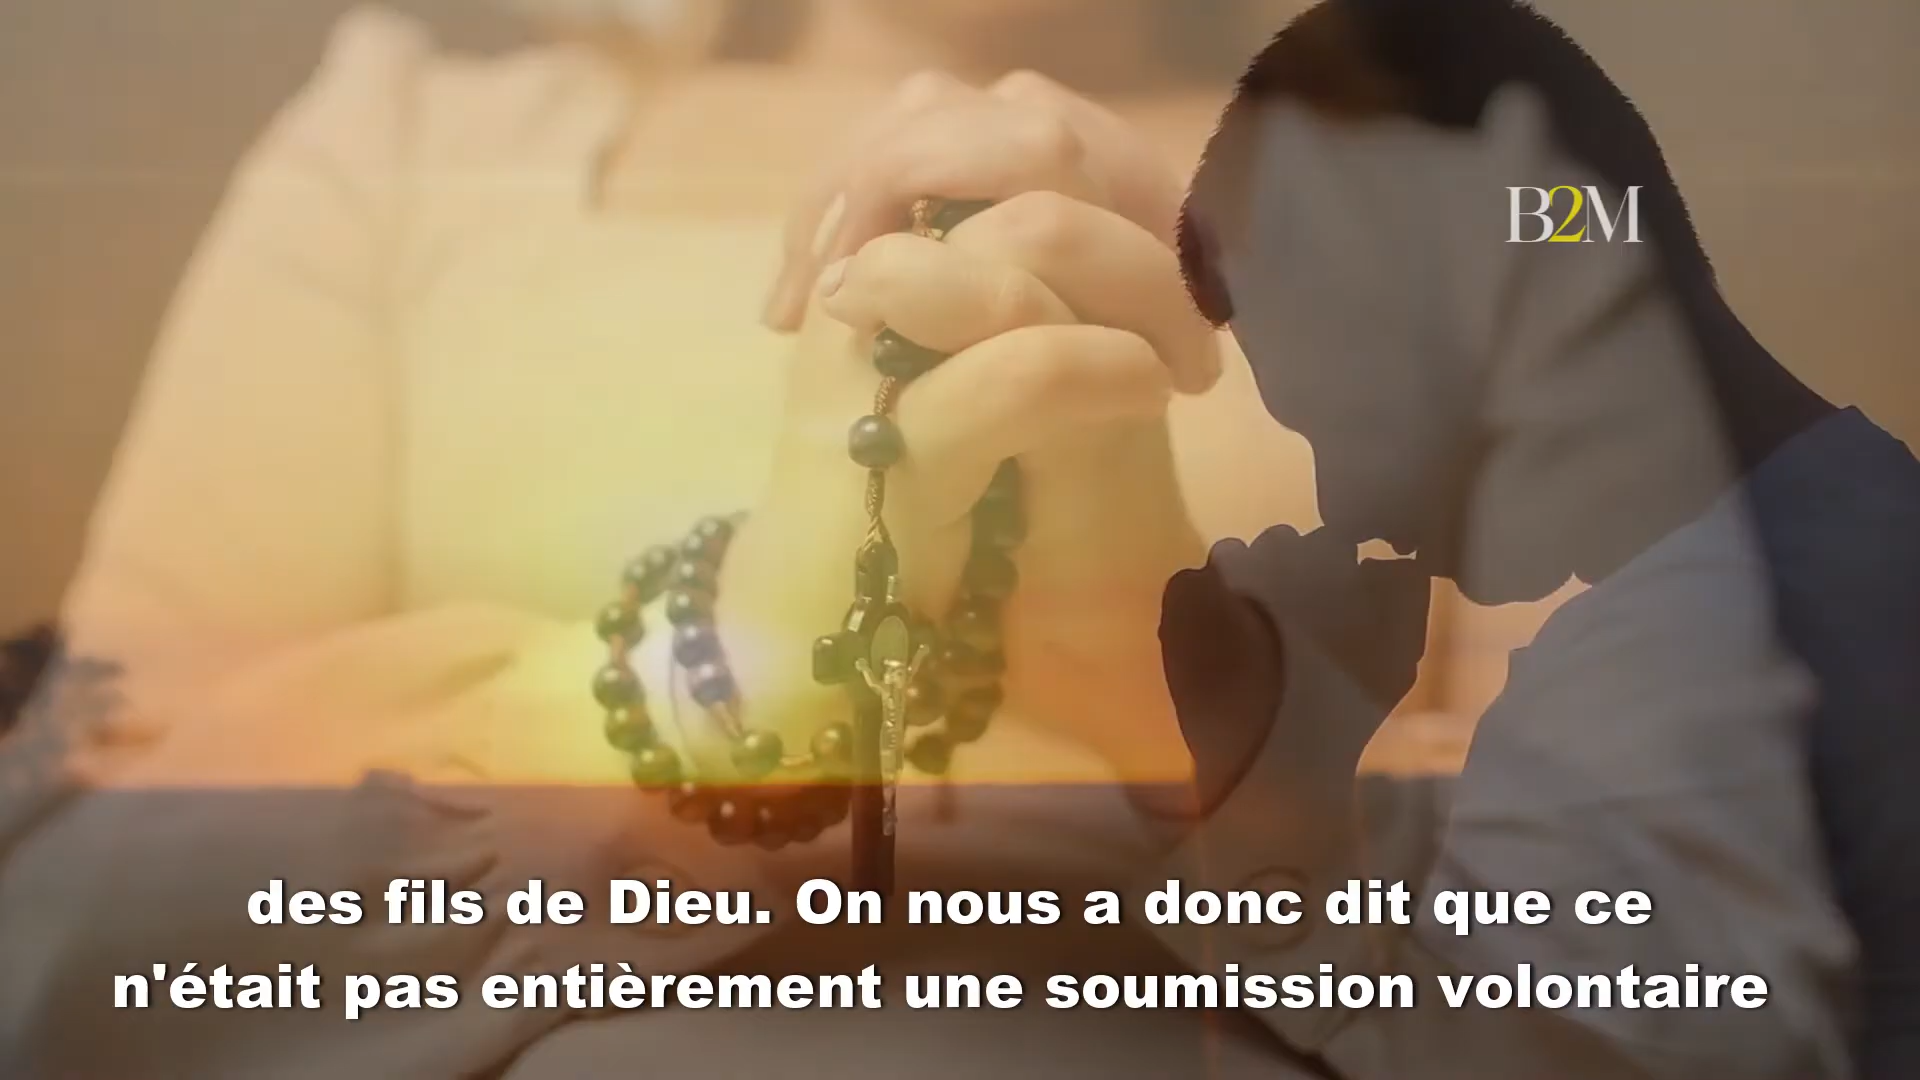 B2M
des fils de Dieu. On nous a donc dit que ce
n'était pas entièrement une soumission volontaire